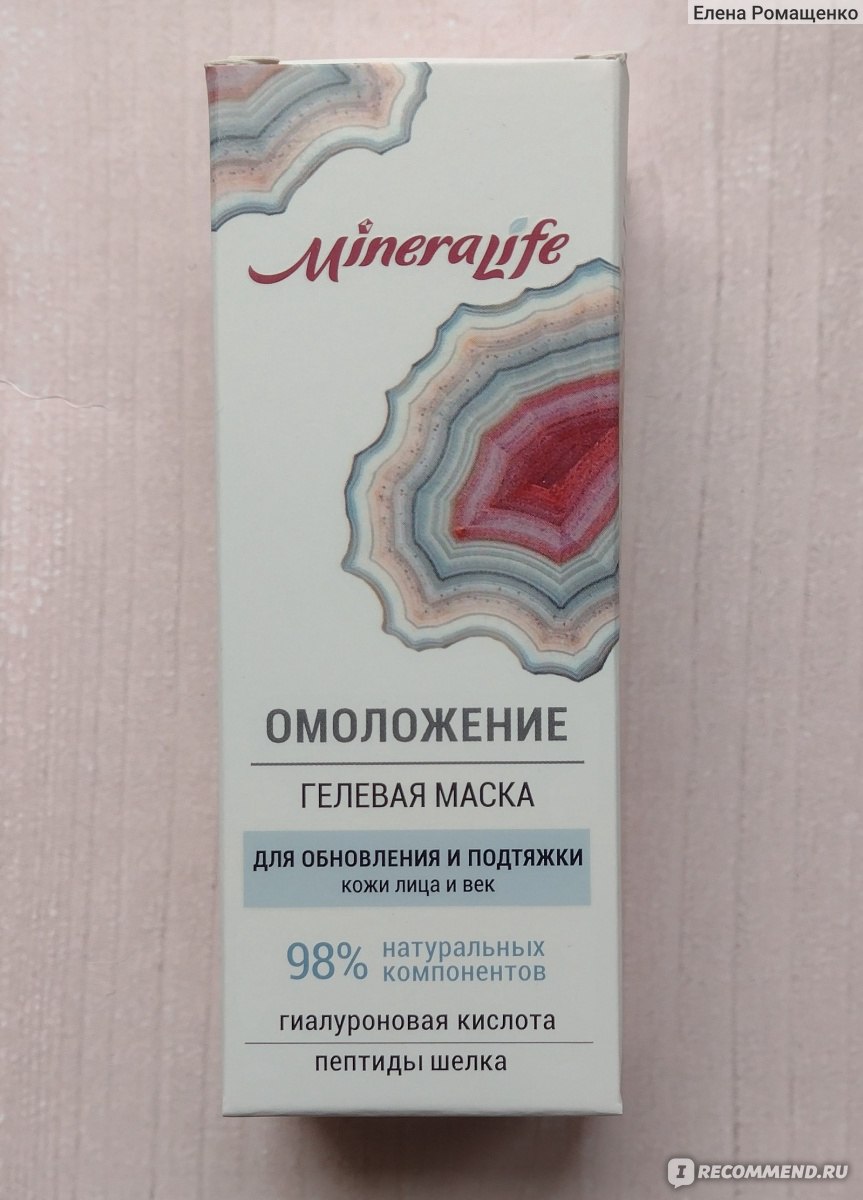 Елена Ромащенко
MineraLife
ОМОЛОЖЕНИЕ
ГЕЛЕВАЯ МАСКА
ДЛЯ ОБНОВЛЕНИЯ И ПОДТЯЖКИ
КОЖИ ЛИЦА И ВЕК
98% натуральных
компонентов
гиалуроновая кислота
пептиды шелка
IRECOMMEND.RU